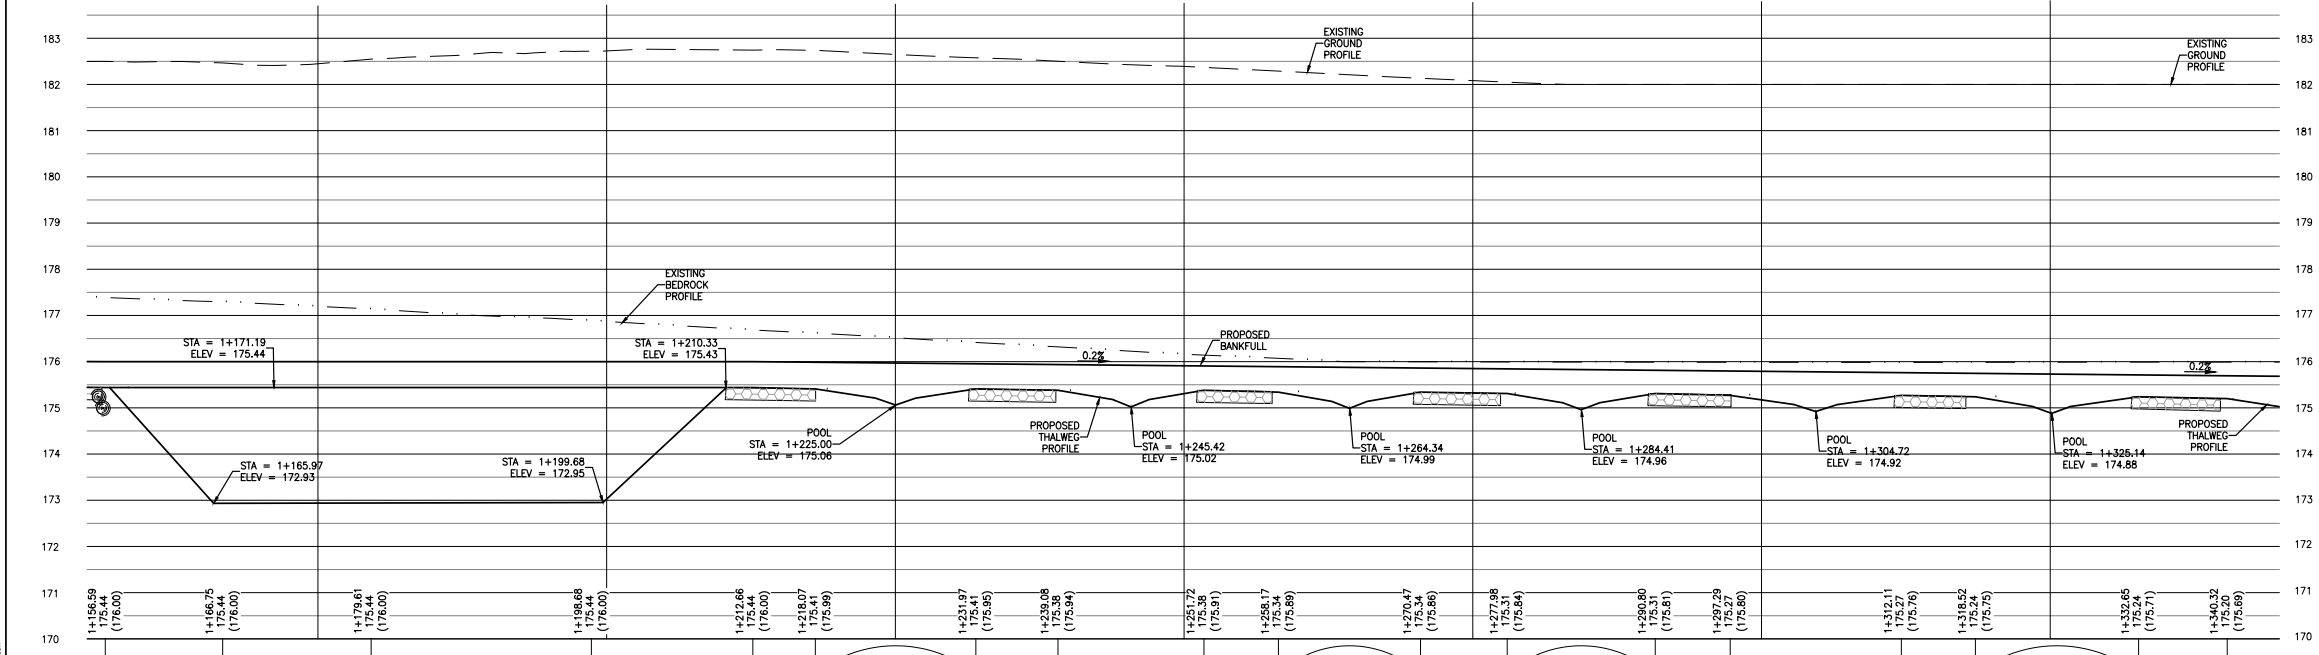 183
182
181
180
179
178
177
176
175
174
173
172
171
170
183
182
181
180
179
178
177
176
175
174
173
172
171
170
EXISTING
GROUND
PROFILE
EXISTING
GROUND
PROFILE
EXISTING
BEDROCK
PROFILE
STA = 1+171.19
ELEV = 175.44
STA = 1+210.33
ELEV = 175.43
0.2%
PROPOSED
BANKFULL
0.2%
STA = 1+165.97
ELEV = 172.93
STA = 1+199.68
ELEV = 172.95
POOL
STA = 1+225.00
ELEV = 175.06
PROPOSED
THALWEG
PROFILE
POOL
STA = 1+245.42
ELEV = 175.02
POOL
STA = 1+264.34
ELEV = 174.99
POOL
STA = 1+284.41
ELEV = 174.96
POOL
STA = 1+304.72
ELEV = 174.92
POOL
STA = 1+325.14
ELEV = 174.88
PROPOSED
THALWEG
PROFILE
1+156.59
175.44
(176.00)
1+166.75
175.44
(176.00)
1+179.61
175.44
(176.00)
1+198.68
175.44
(176.00)
1+212.66
175.44
(176.00)
1+218.07
175.41
(175.99)
1+231.97
175.41
(175.95)
1+239.08
175.38
(175.94)
1+251.72
175.38
(175.91)
1+258.17
175.34
(175.89)
1+270.47
175.34
(175.86)
1+277.98
175.31
(175.84)
1+290.80
175.31
(175.81)
1+297.29
175.27
(175.80)
1+312.11
175.27
(175.76)
1+318.52
175.24
(175.75)
1+332.65
175.24
(175.71)
1+340.32
175.20
(175.69)